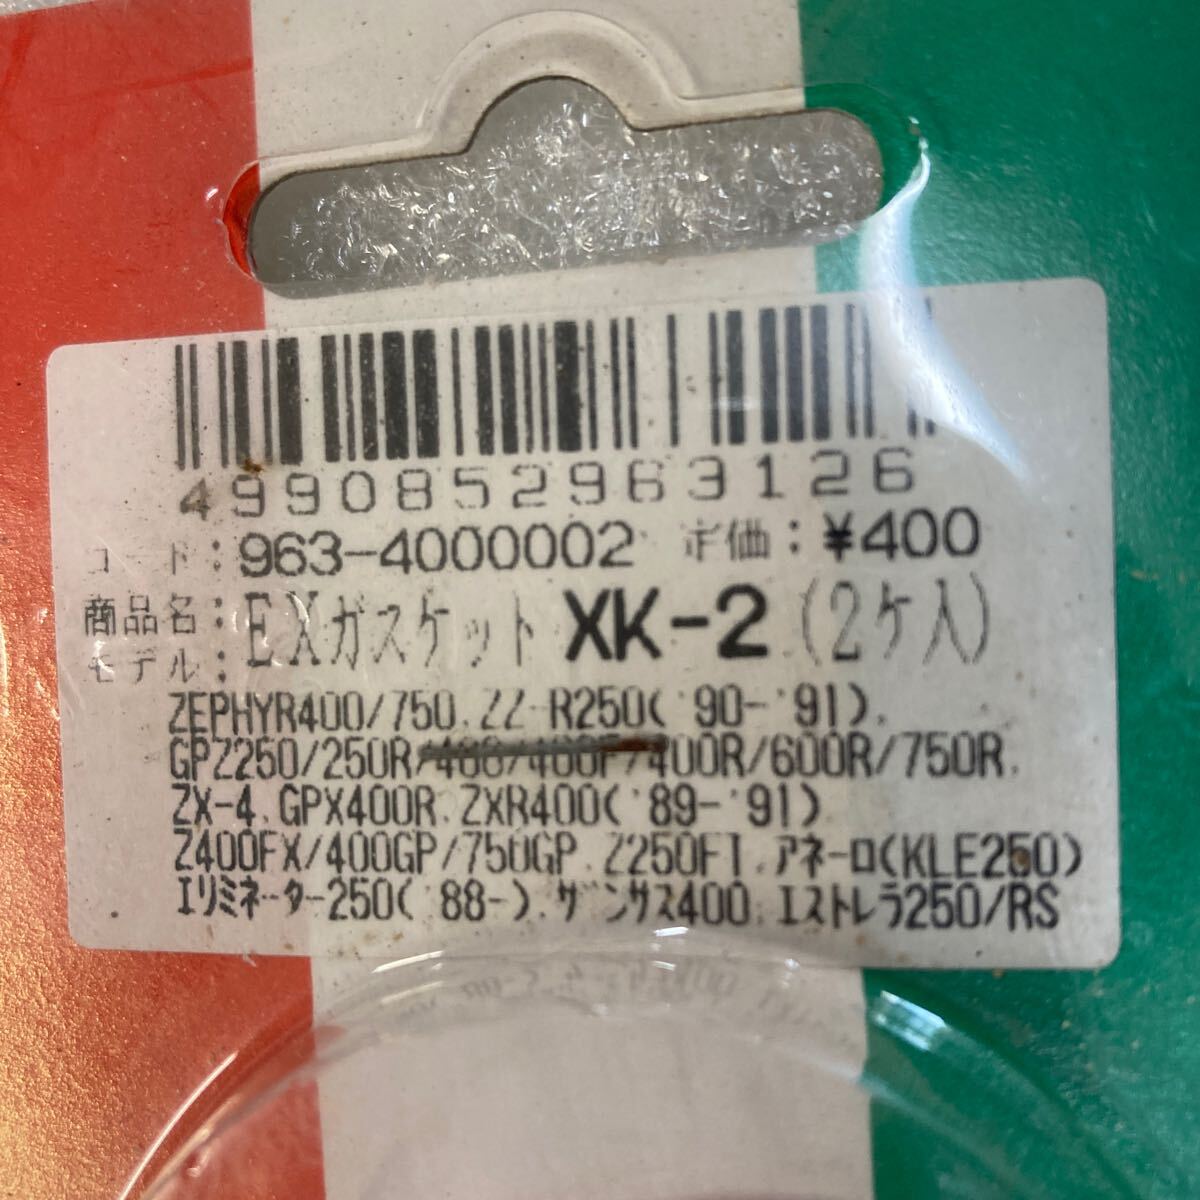 4990852963126
コード:963-4000002 定価:¥400
商品名:EXガスケット XK-2(2ケ入)
モデル:
ZEPHYR400/750.ZZ-R250('90-'91).
GPZ250/250R/400/400F/400R/600R/750R.
ZX-4.GPX400R.ZXR400('89-'91)
Z400FX/400GP/750GP.Z250FT.アネーロ(KLE250)
エリミネーター250('88-).ザンザス400.エストレラ250/RS